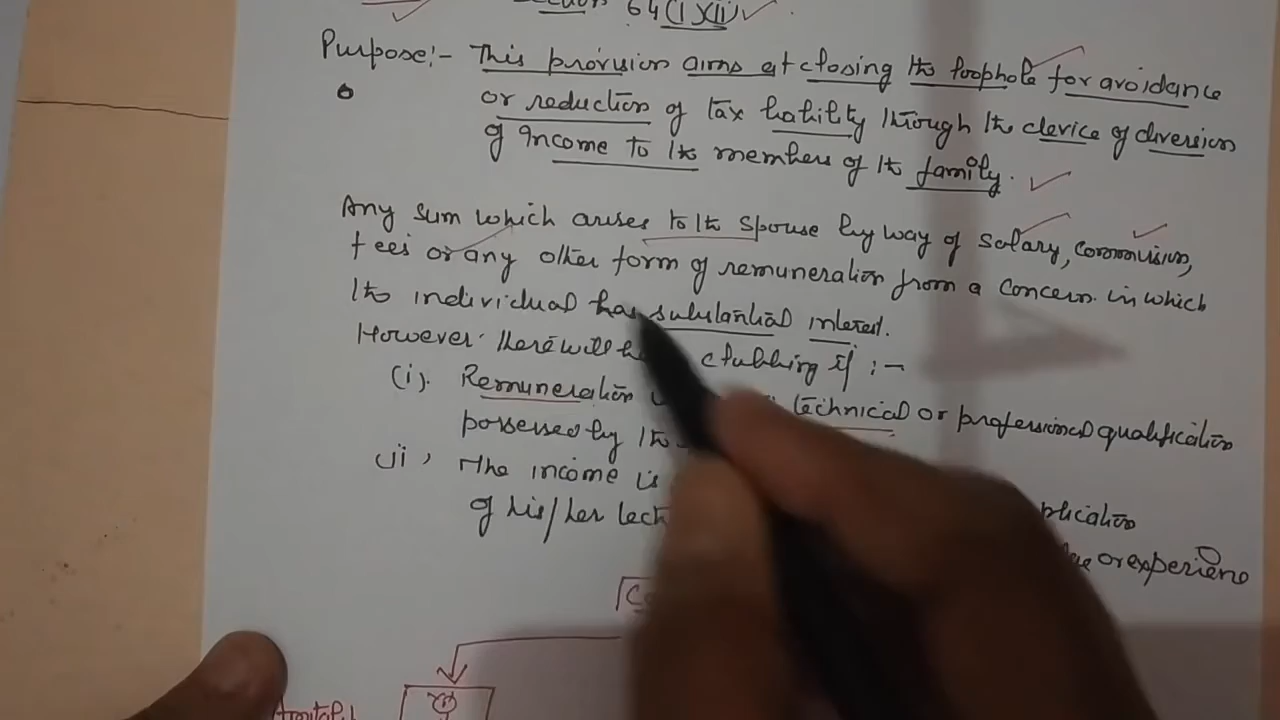 64(1)(ii)
Purpose:- This provision aims at closing the loophole for avoidance
or reduction of tax liability through the device of diversion
of income to the members of the family.
Any sum which arises to the spouse by way of salary, commission,
fees or any other form of remuneration from a concern in which
the individual has substantial interest.
However there will clubbing if :-
(i). Remuneration technical or professional qualification
possessed by the
(ii) The income is
of his/her or experience